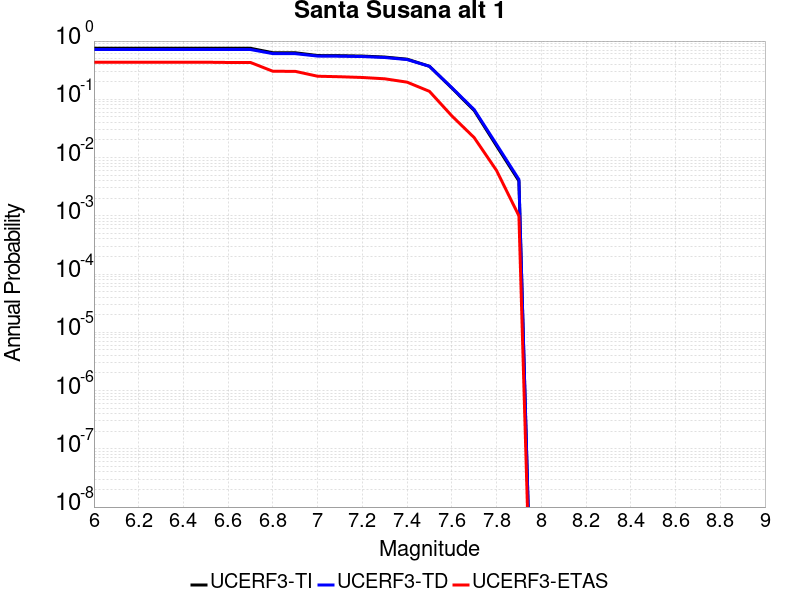 Santa Susana alt 1
10^0
10^-1
10^-2
10^-3
10^-4
10^-5
10^-6
10^-7
10^-8
Annual Probability
6 6.2 6.4 6.6 6.8 7 7.2 7.4 7.6 7.8 8 8.2 8.4 8.6 8.8 9
Magnitude
UCERF3-TI UCERF3-TD UCERF3-ETAS